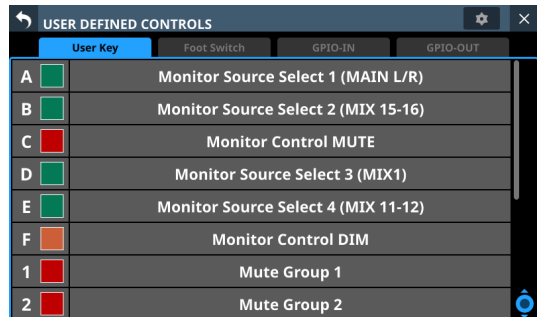 USER DEFINED CONTROLS
User Key Foot Switch GPIO-IN GPIO-OUT
A Monitor Source Select 1 (MAIN L/R)
B Monitor Source Select 2 (MIX 15-16)
C Monitor Control MUTE
D Monitor Source Select 3 (MIX1)
E Monitor Source Select 4 (MIX 11-12)
F Monitor Control DIM
1 Mute Group 1
2 Mute Group 2